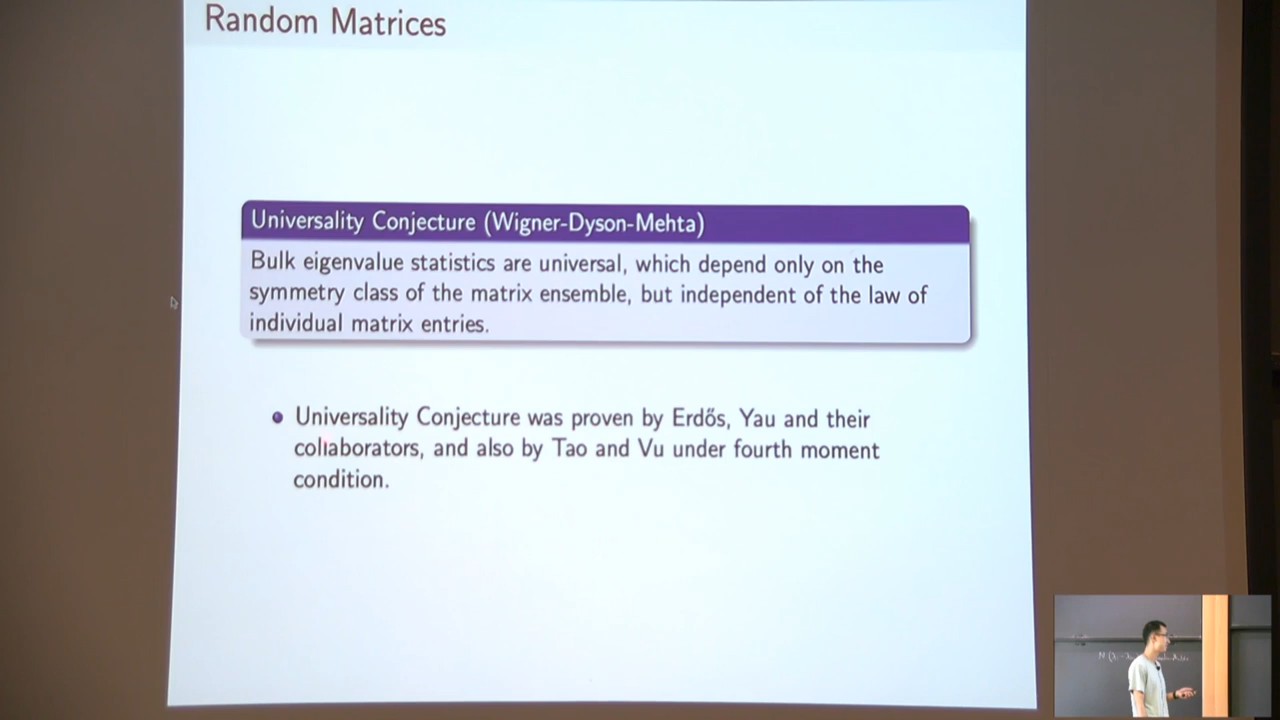 Random Matrices
Universality Conjecture (Wigner-Dyson-Mehta)
Bulk eigenvalue statistics are universal, which depend only on the
symmetry class of the matrix ensemble, but independent of the law of
individual matrix entries.
Universality Conjecture was proven by Erdős, Yau and their
collaborators, and also by Tao and Vu under fourth moment
condition.